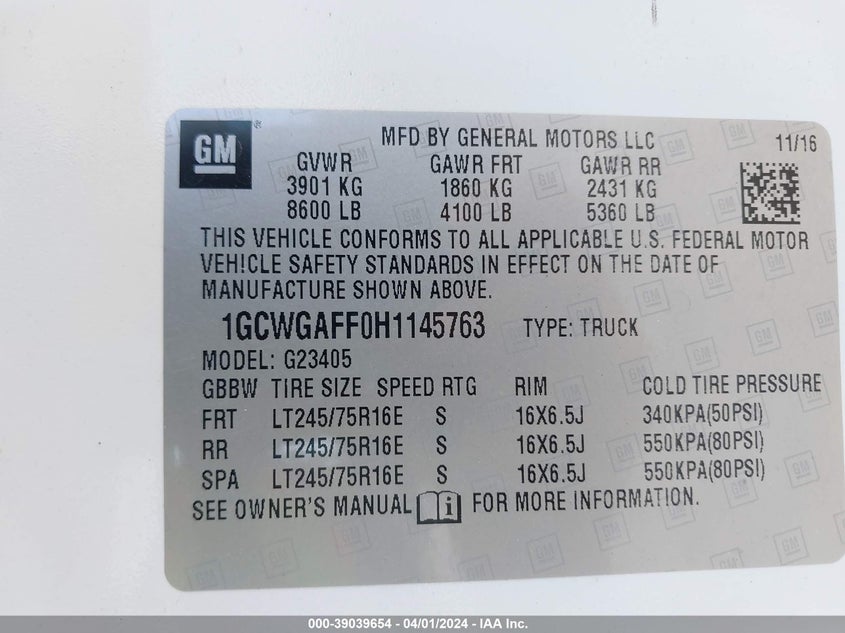 GM
MFD BY GENERAL MOTORS LLC 11/16
GVWR GAWR FRT GAWR RR
3901 KG 1860 KG 2431 KG
8600 LB 4100 LB 5360 LB
THIS VEHICLE CONFORMS TO ALL APPLICABLE U.S. FEDERAL MOTOR
VEHICLE SAFETY STANDARDS IN EFFECT ON THE DATE OF
MANUFACTURE SHOWN ABOVE.
1GCWGAFF0H1145763 TYPE: TRUCK
MODEL: G23405
GBBW TIRE SIZE SPEED RTG RIM COLD TIRE PRESSURE
FRT LT245/75R16E S 16X6.5J 340KPA(50PSI)
RR LT245/75R16E S 16X6.5J 550KPA(80PSI)
SPA LT245/75R16E S 16X6.5J 550KPA(80PSI)
SEE OWNER'S MANUAL FOR MORE INFORMATION.
000-39039654 - 04/01/2024 - IAA Inc.